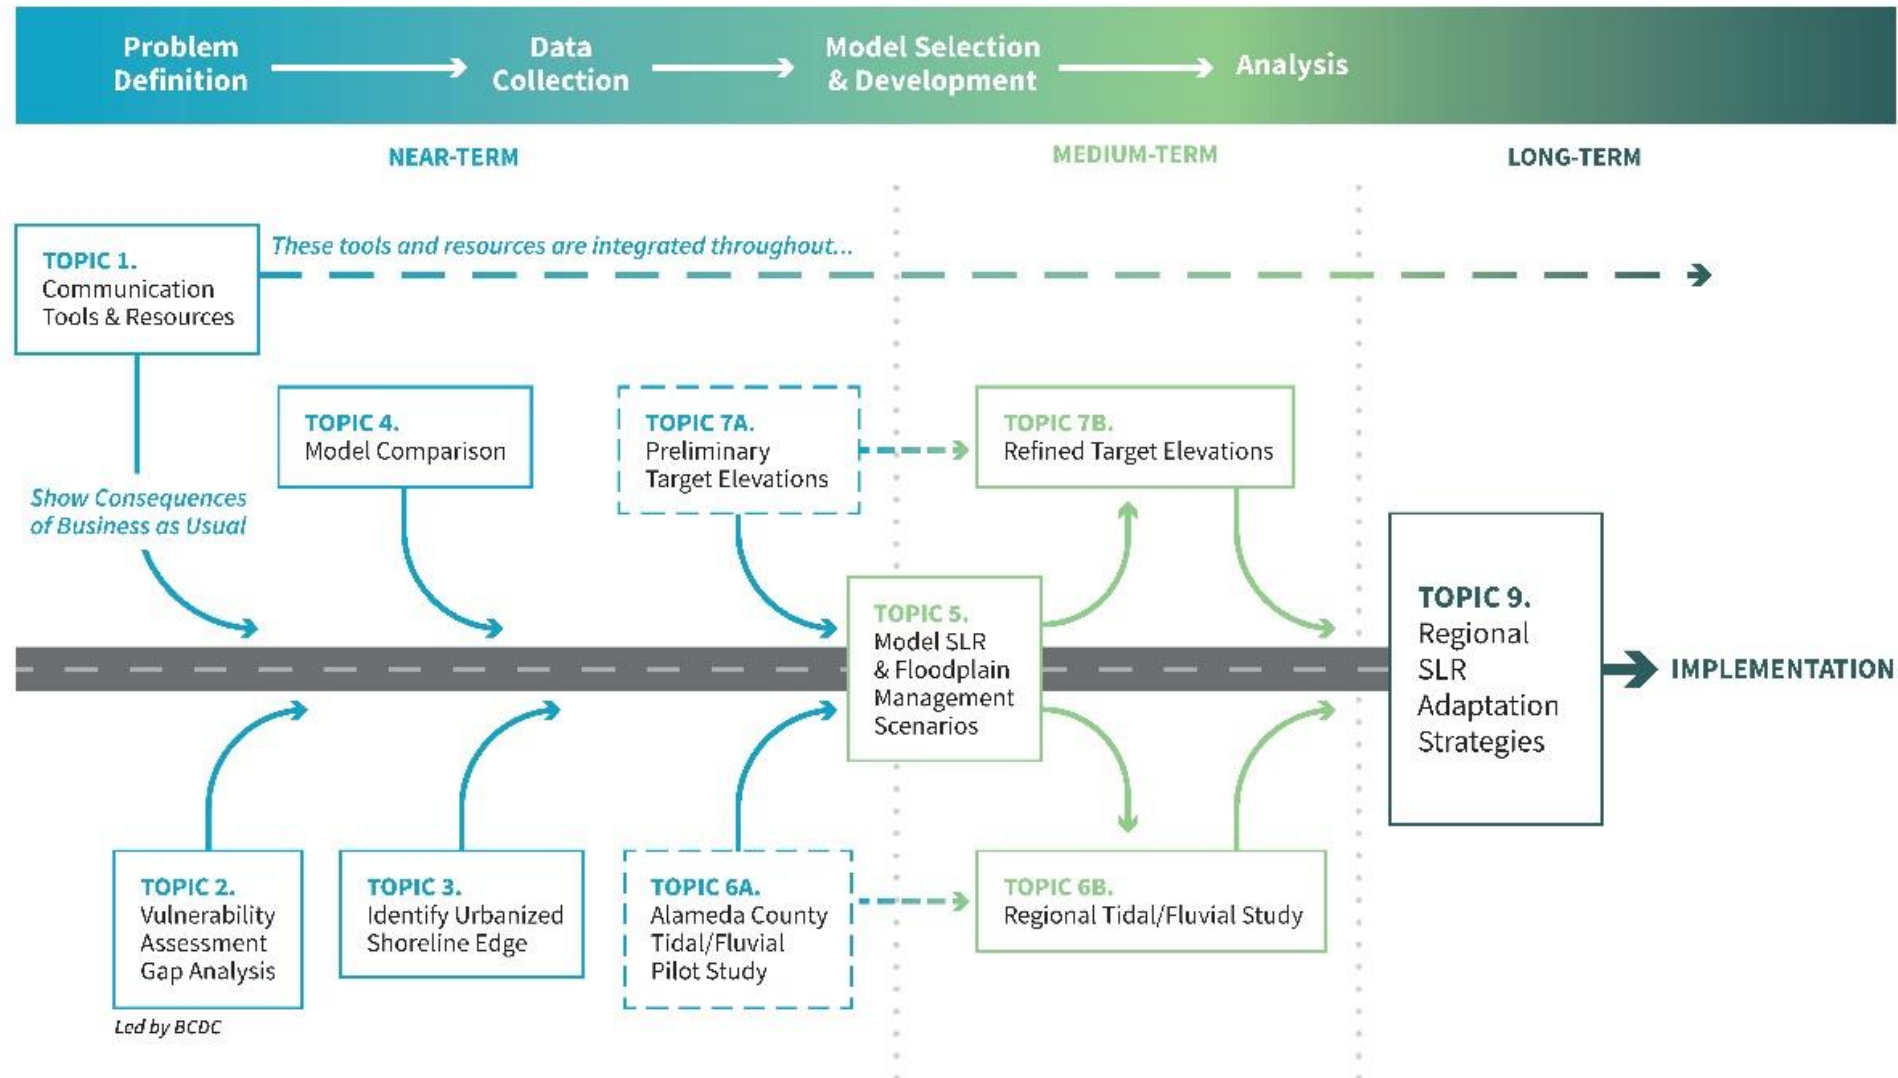 Problem
Definition
Data
Collection
Model Selection
& Development
Analysis
NEAR-TERM
MEDIUM-TERM
LONG-TERM
TOPIC 1.
Communication
Tools & Resources
These tools and resources are integrated throughout...
TOPIC 4.
Model Comparison
TOPIC 7A.
Preliminary
Target Elevations
TOPIC 7B.
Refined Target Elevations
Show Consequences
of Business as Usual
TOPIC 5.
Model SLR
& Floodplain
Management
Scenarios
TOPIC 9.
Regional
SLR
Adaptation
Strategies
IMPLEMENTATION
TOPIC 2.
Vulnerability
Assessment
Gap Analysis
Led by BCDC
TOPIC 3.
Identify Urbanized
Shoreline Edge
TOPIC 6A.
Alameda County
Tidal/Fluvial
Pilot Study
TOPIC 6B.
Regional Tidal/Fluvial Study